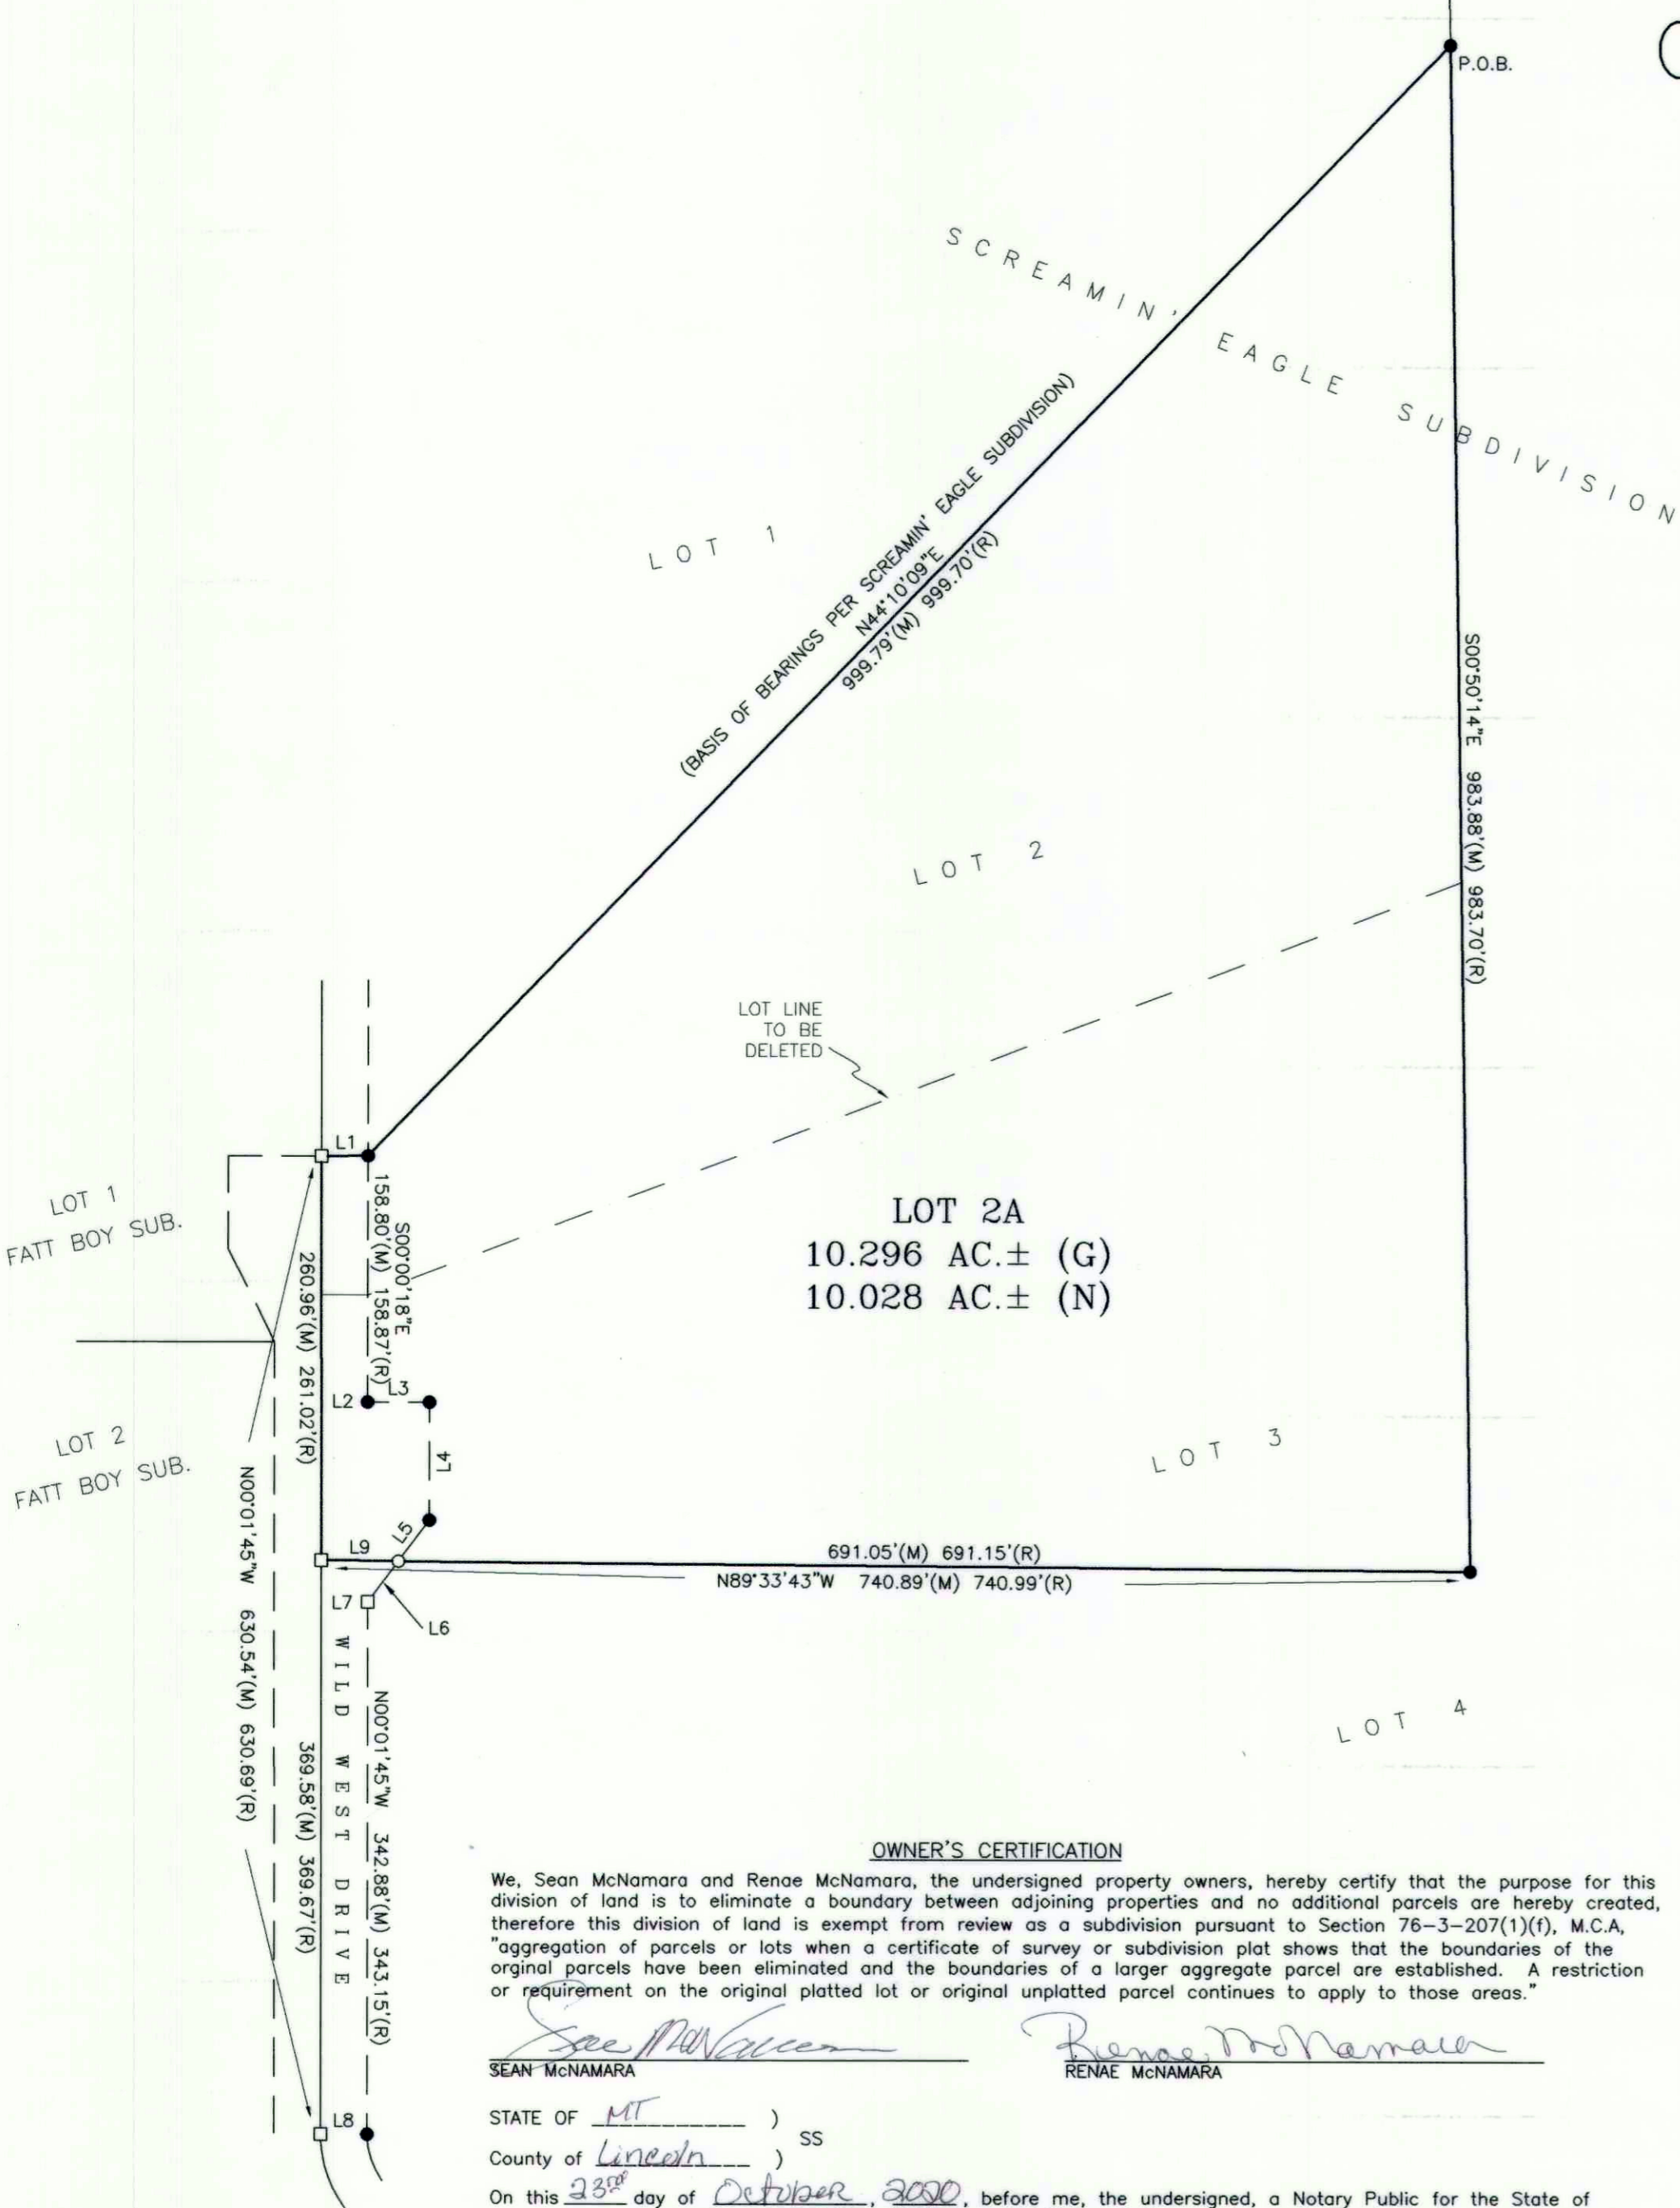 P.O.B.
SCREAMIN' EAGLE SUBDIVISION
LOT 1
(BASIS OF BEARINGS PER SCREAMIN' EAGLE SUBDIVISION)
N44°10'09"E
999.79'(M) 999.70'(R)
S00°50'14"E 983.88'(M) 983.70'(R)
LOT 2
LOT LINE
TO BE
DELETED
L1
LOT 1
FATT BOY SUB.
S00°00'18"E
158.80'(M) 158.87'(R)
260.96'(M) 261.02'(R)
LOT 2A
10.296 AC.± (G)
10.028 AC.± (N)
L2
L3
L4
LOT 2
FATT BOY SUB.
LOT 3
L5
L9
691.05'(M) 691.15'(R)
N89°33'43"W 740.89'(M) 740.99'(R)
L7
L6
N00°01'45"W 630.54'(M) 630.69'(R)
WILD WEST DRIVE
N00°01'45"W 342.88'(M) 343.15'(R)
369.58'(M) 369.67'(R)
LOT 4
L8
OWNER'S CERTIFICATION
We, Sean McNamara and Renae McNamara, the undersigned property owners, hereby certify that the purpose for this
division of land is to eliminate a boundary between adjoining properties and no additional parcels are hereby created,
therefore this division of land is exempt from review as a subdivision pursuant to Section 76-3-207(1)(f), M.C.A,
"aggregation of parcels or lots when a certificate of survey or subdivision plat shows that the boundaries of the
orginal parcels have been eliminated and the boundaries of a larger aggregate parcel are established. A restriction
or requirement on the original platted lot or original unplatted parcel continues to apply to those areas."
Sean McNamara
Renae McNamara
SEAN McNAMARA
RENAE McNAMARA
STATE OF MT )
SS
County of Lincoln )
On this 23rd day of October, 2020, before me, the undersigned, a Notary Public for the State of